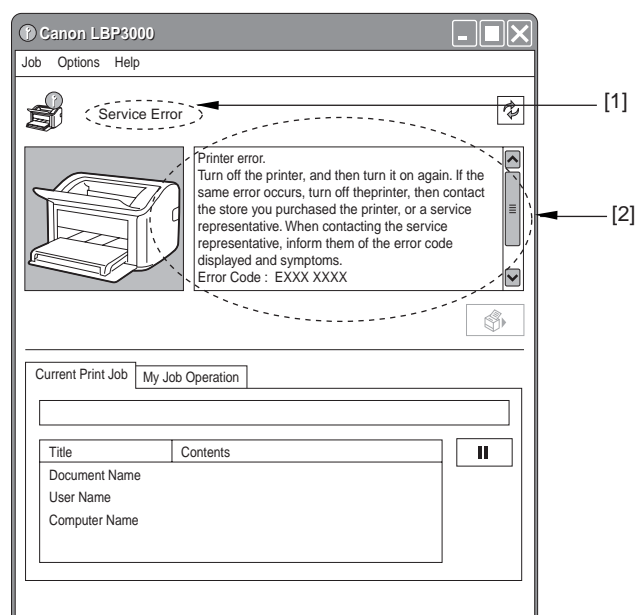 Canon LBP3000
Job Options Help
Service Error
[1]
Printer error.
Turn off the printer, and then turn it on again. If the
same error occurs, turn off theprinter, then contact
the store you purchased the printer, or a service
representative. When contacting the service
representative, inform them of the error code
displayed and symptoms.
Error Code : EXXX XXXX
[2]
Current Print Job My Job Operation
Title Contents
Document Name
User Name
Computer Name